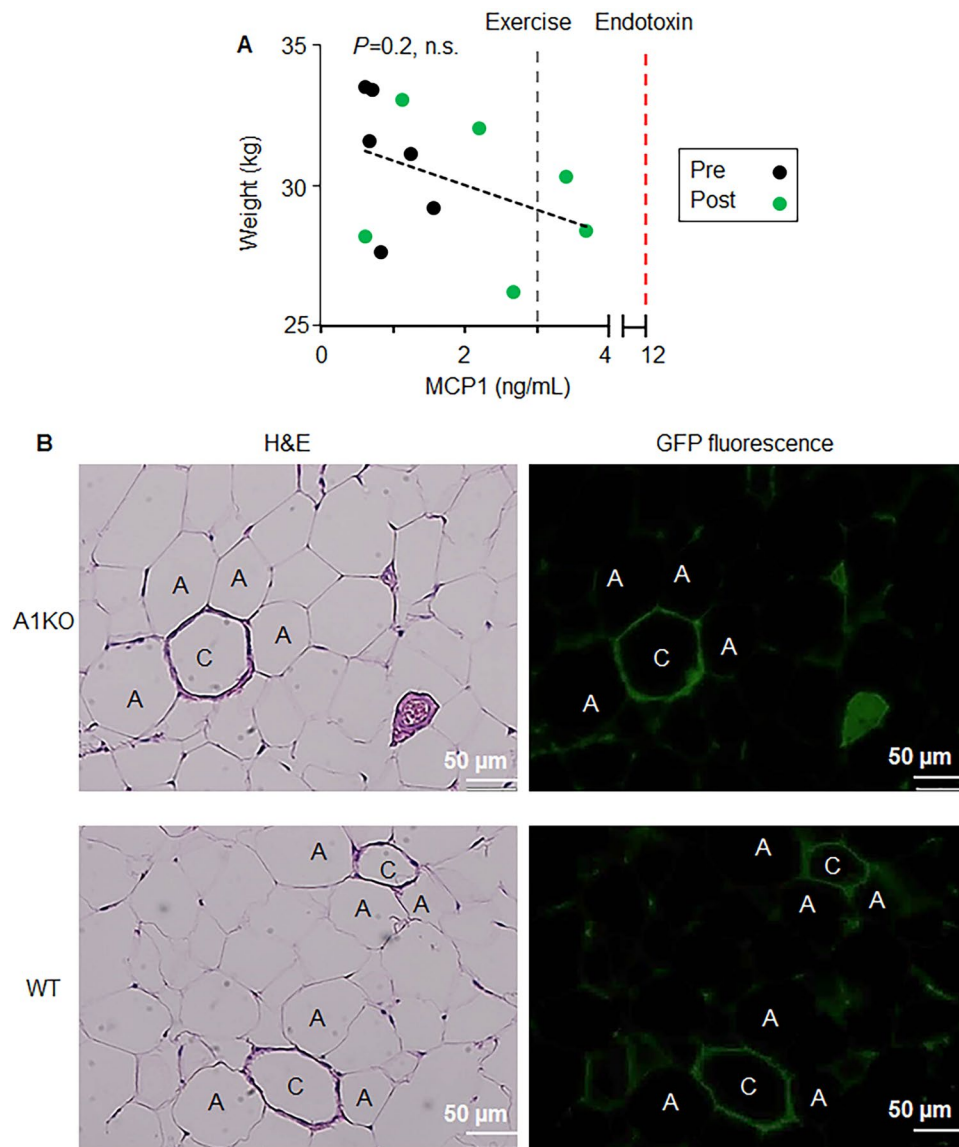 A
Exercise Endotoxin
P=0.2, n.s.
35
30
25
Weight (kg)
0 2 4 12
MCP1 (ng/mL)
Pre
Post
B
H&E GFP fluorescence
A1KO
A A
A
C
A
50 µm
A A
A
C
A
50 µm
WT
A
C
A A
A
C
A A
50 µm
A
C
A A
A
C
A A
50 µm